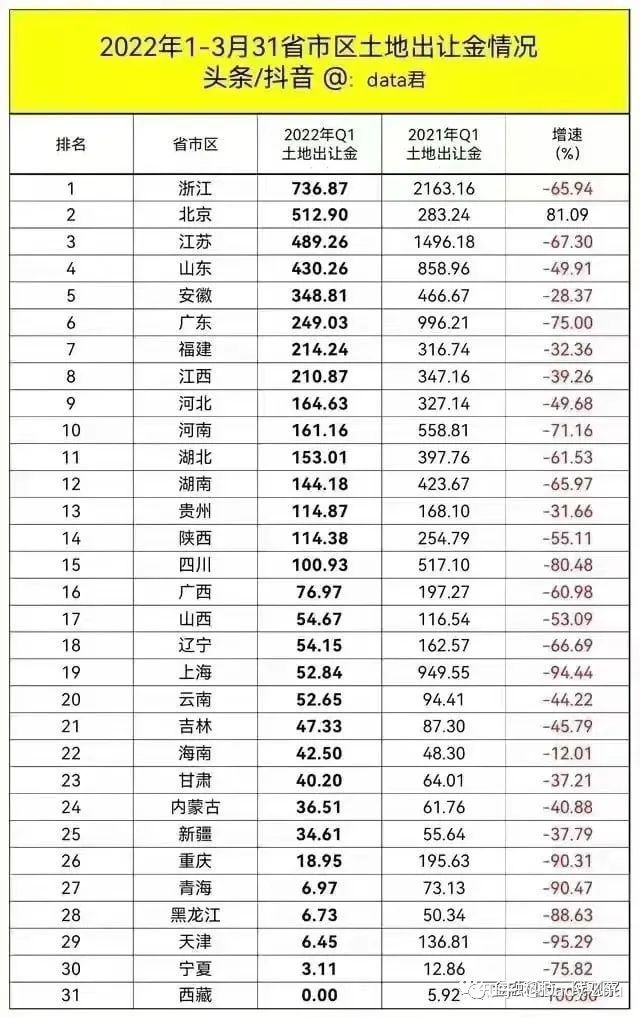 2022年1-3月31省市区土地出让金情况
头条/抖音 @：data君
排名 省市区 2022年Q1 2021年Q1 增速
土地出让金 土地出让金 (%)
1 浙江 736.87 2163.16 -65.94
2 北京 512.90 283.24 81.09
3 江苏 489.26 1496.18 -67.30
4 山东 430.26 858.96 -49.91
5 安徽 348.81 466.67 -28.37
6 广东 249.03 996.21 -75.00
7 福建 214.24 316.74 -32.36
8 江西 210.87 347.16 -39.26
9 河北 164.63 327.14 -49.68
10 河南 161.16 558.81 -71.16
11 湖北 153.01 397.76 -61.53
12 湖南 144.18 423.67 -65.97
13 贵州 114.87 168.10 -31.66
14 陕西 114.38 254.79 -55.11
15 四川 100.93 517.10 -80.48
16 广西 76.97 197.27 -60.98
17 山西 54.67 116.54 -53.09
18 辽宁 54.15 162.57 -66.69
19 上海 52.84 949.55 -94.44
20 云南 52.65 94.41 -44.22
21 吉林 47.33 87.30 -45.79
22 海南 42.50 48.30 -12.01
23 甘肃 40.20 64.01 -37.21
24 内蒙古 36.51 61.76 -40.88
25 新疆 34.61 55.64 -37.79
26 重庆 18.95 195.63 -90.31
27 青海 6.97 73.13 -90.47
28 黑龙江 6.73 50.34 -88.63
29 天津 6.45 136.81 -95.29
30 宁夏 3.11 12.86 -75.82
31 西藏 0.00 5.92 -100.00